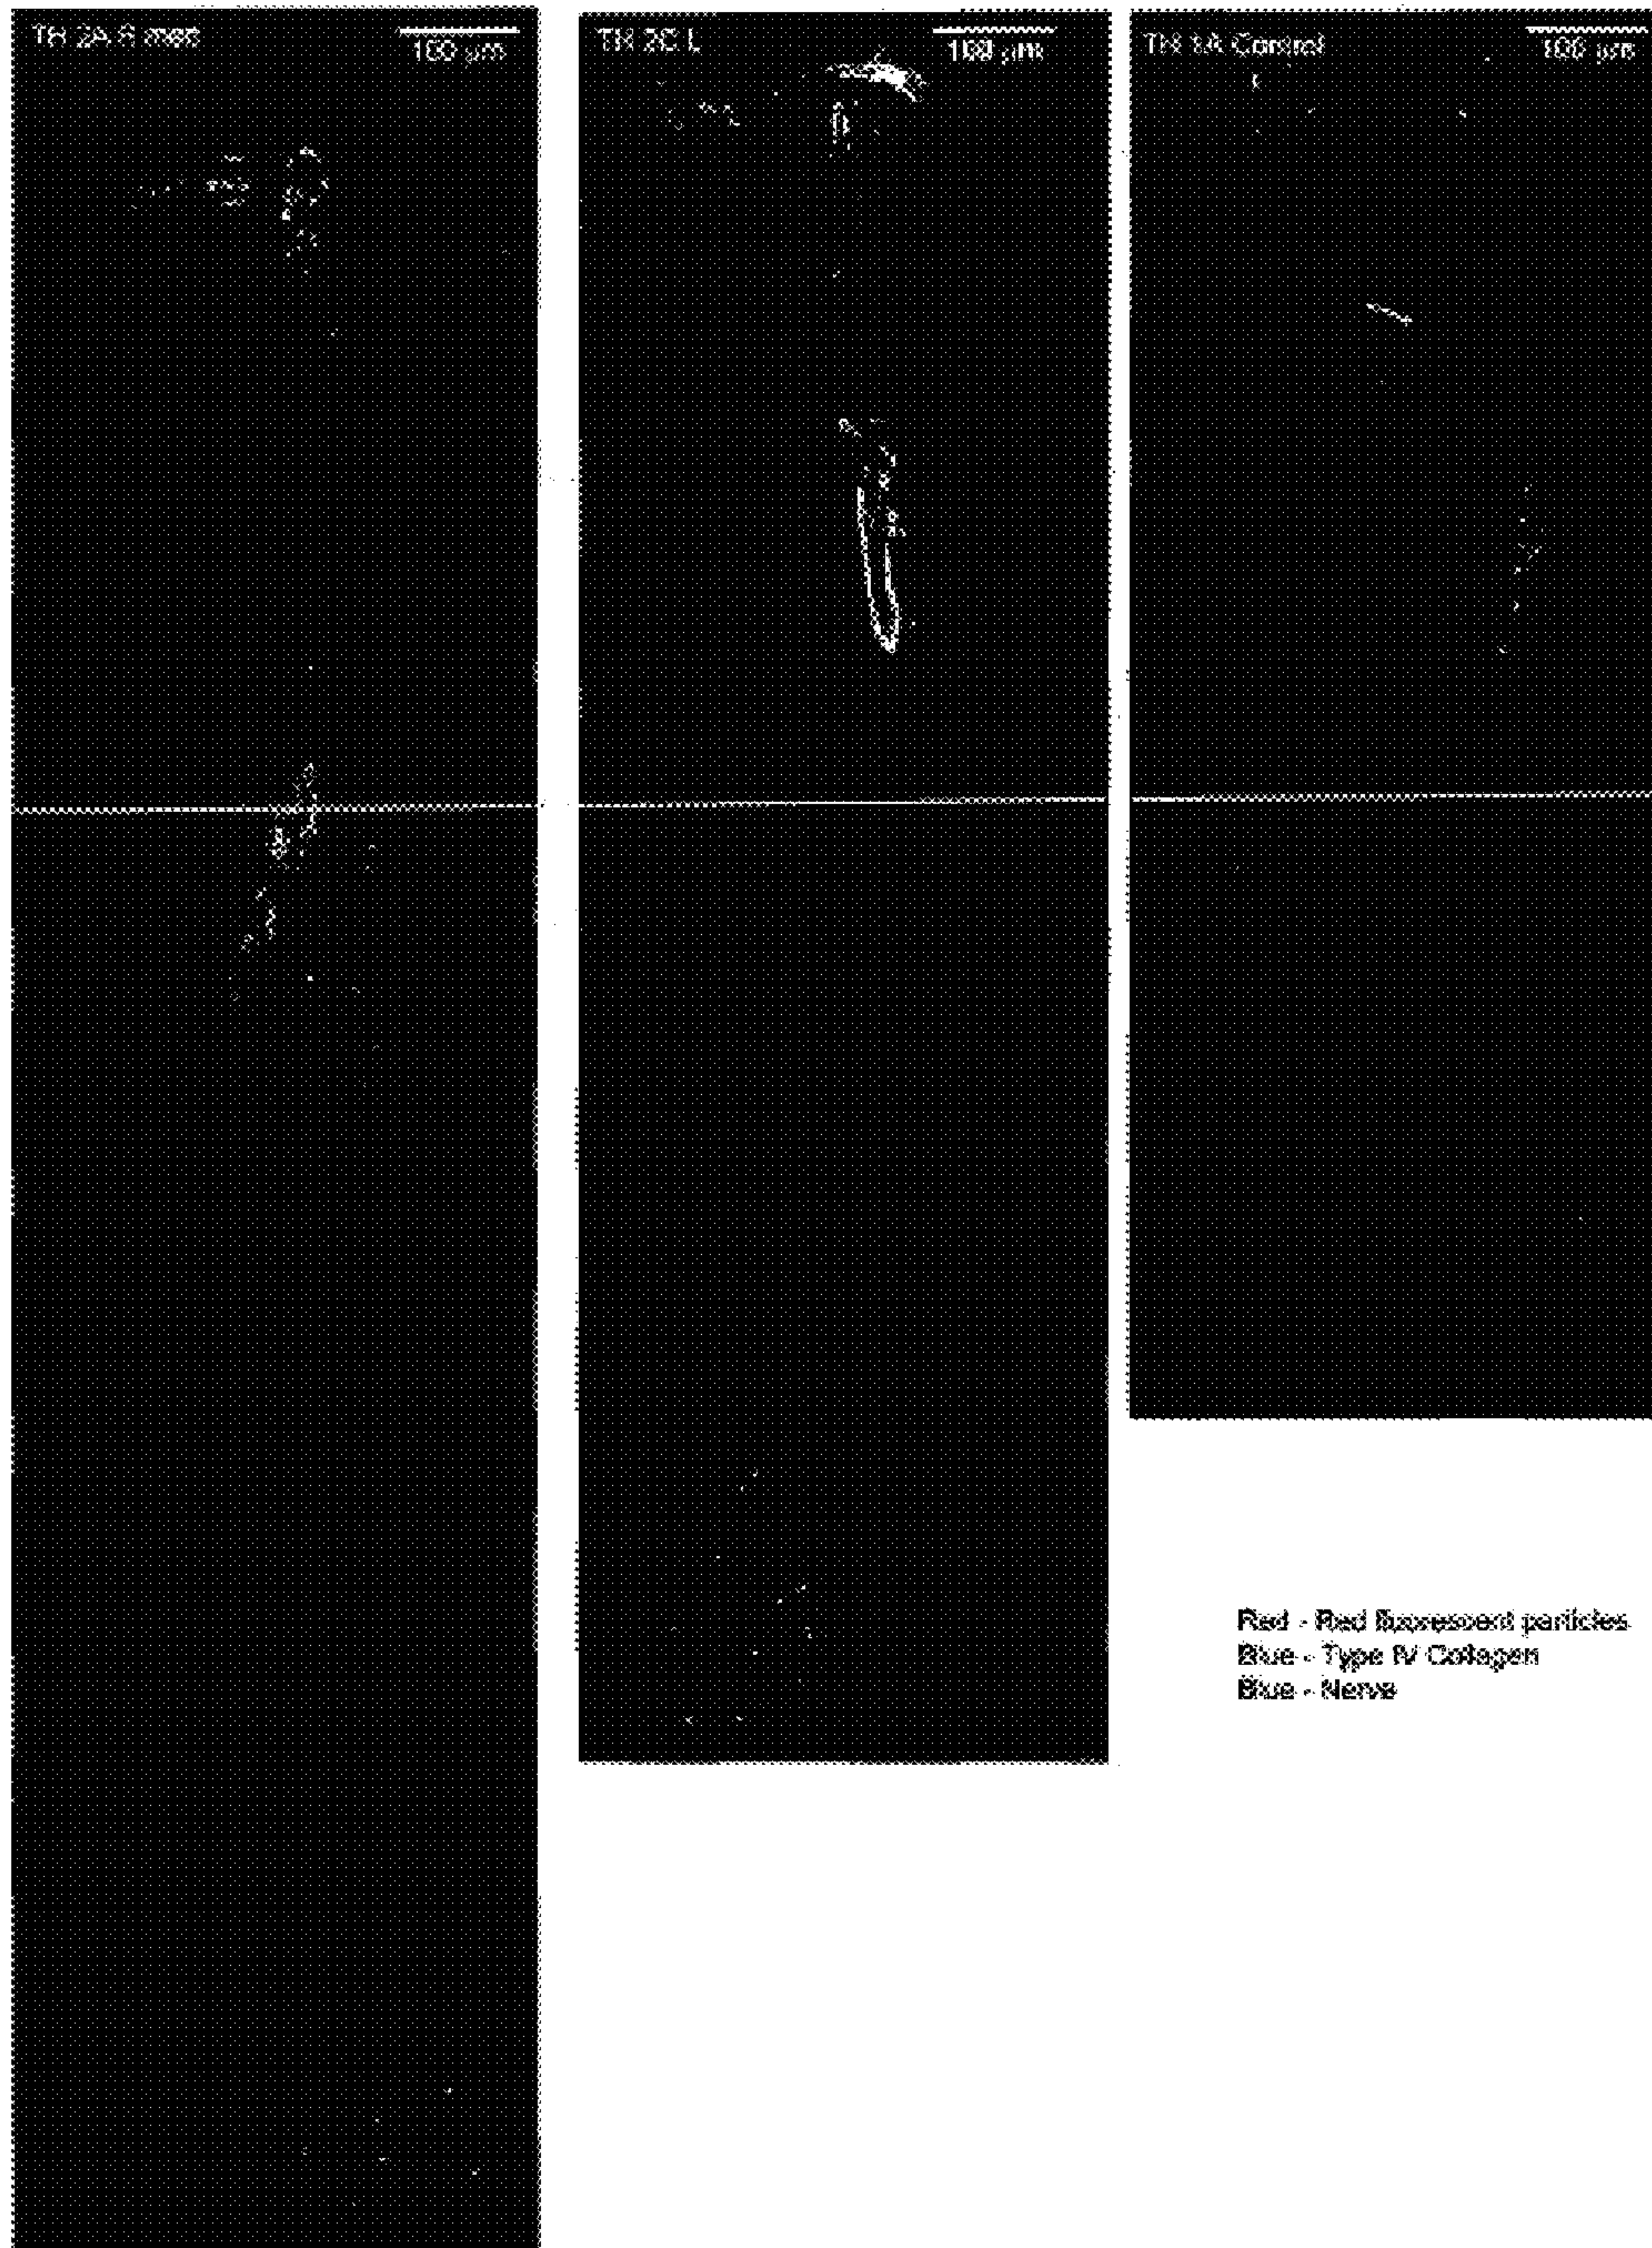 TH 2A R
100 µm
TH 2C L
100 µm
TH 1A Control
100 µm
Red - Red fluorescent particles
Blue - Type IV Collagen
Blue - Nerve